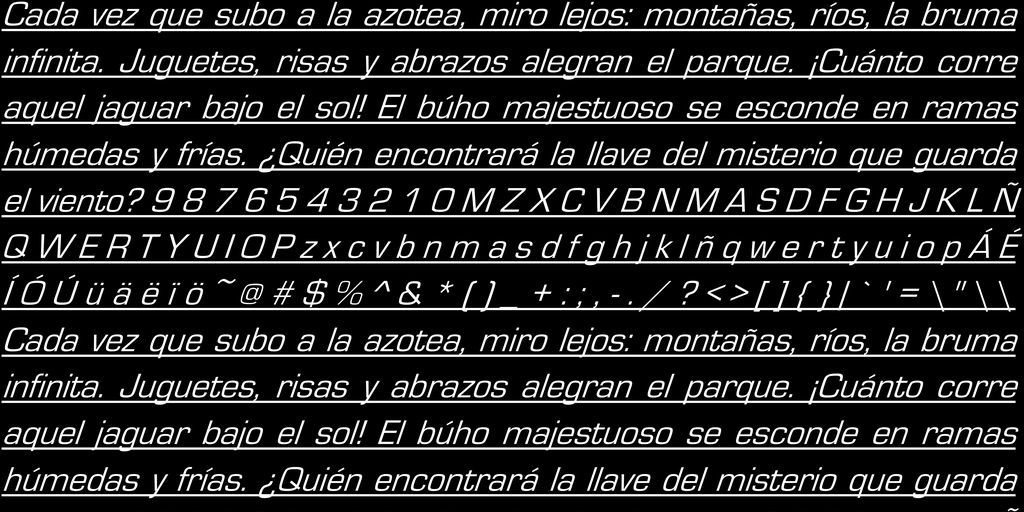 Cada vez que subo a la azotea, miro lejos: montañas, ríos, la bruma
infinita. Juguetes, risas y abrazos alegran el parque. ¡Cuánto corre
aquel jaguar bajo el sol! El búho majestuoso se esconde en ramas
húmedas y frías. ¿Quién encontrará la llave del misterio que guarda
el viento? 9 8 7 6 5 4 3 2 1 0 M Z X C V B N M A S D F G H J K L Ñ
Q W E R T Y U I O P z x c v b n m a s d f g h j k l ñ q w e r t y u i o p Á É
Í Ó Ú ü ä ë ï ö ~ @ # $ % ^ & * ( ) _ + : ; , - . / ? < > [ ] { } | ` ' = \ " \ \
Cada vez que subo a la azotea, miro lejos: montañas, ríos, la bruma
infinita. Juguetes, risas y abrazos alegran el parque. ¡Cuánto corre
aquel jaguar bajo el sol! El búho majestuoso se esconde en ramas
húmedas y frías. ¿Quién encontrará la llave del misterio que guarda